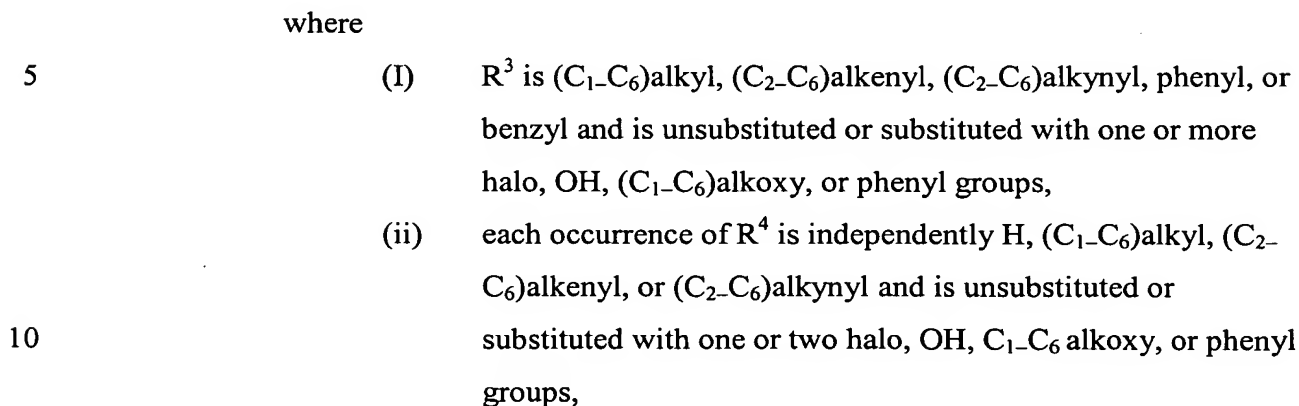 where
5 (I) R³ is (C₁₋C₆)alkyl, (C₂₋C₆)alkenyl, (C₂₋C₆)alkynyl, phenyl, or
benzyl and is unsubstituted or substituted with one or more
halo, OH, (C₁₋C₆)alkoxy, or phenyl groups,
(ii) each occurrence of R⁴ is independently H, (C₁₋C₆)alkyl, (C₂₋
C₆)alkenyl, or (C₂₋C₆)alkynyl and is unsubstituted or
10 substituted with one or two halo, OH, C₁₋C₆ alkoxy, or phenyl
groups,